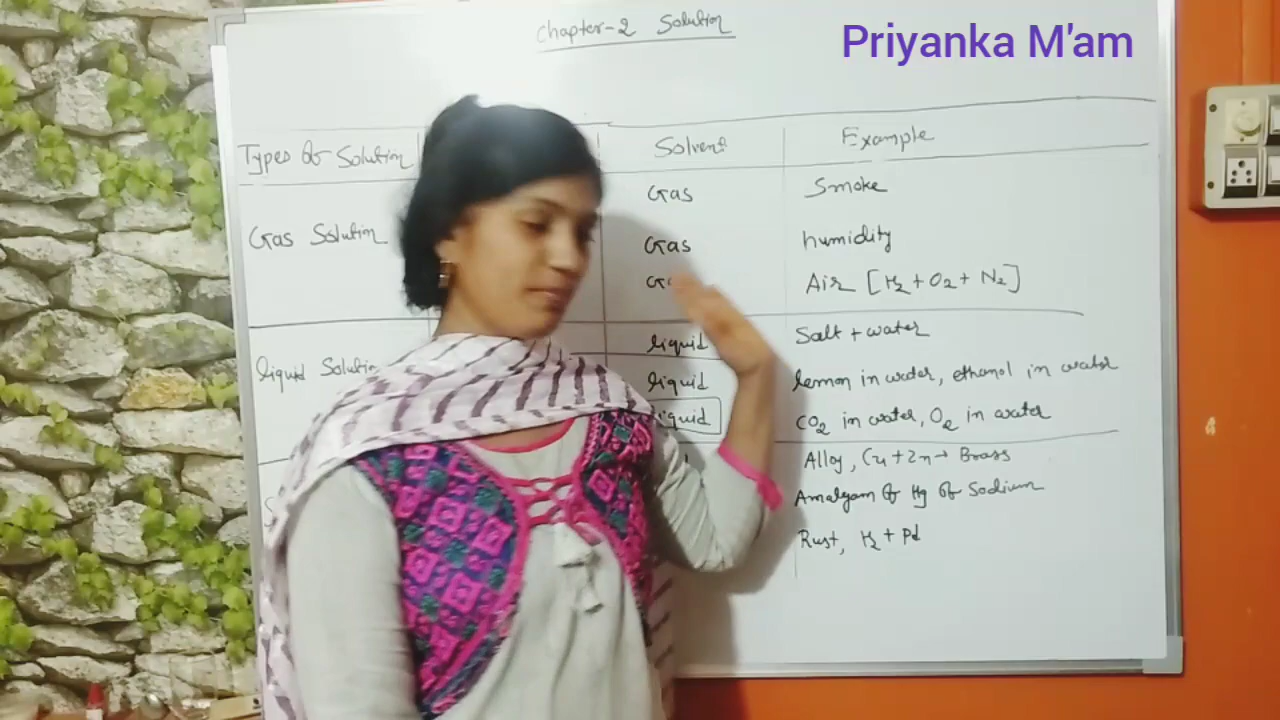 Chapter-2 Solution
Priyanka M'am
Types of Solution Solvent Example
Gas Smoke
Gas Solution Gas humidity
Air [H2 + O2 + N2]
liquid Salt + water
liquid Solution liquid lemon in water, ethanol in water
liquid CO2 in water, O2 in water
Alloy, Cu + Zn → Brass
Amalgam of Hg of Sodium
Rust, H2 + Pd